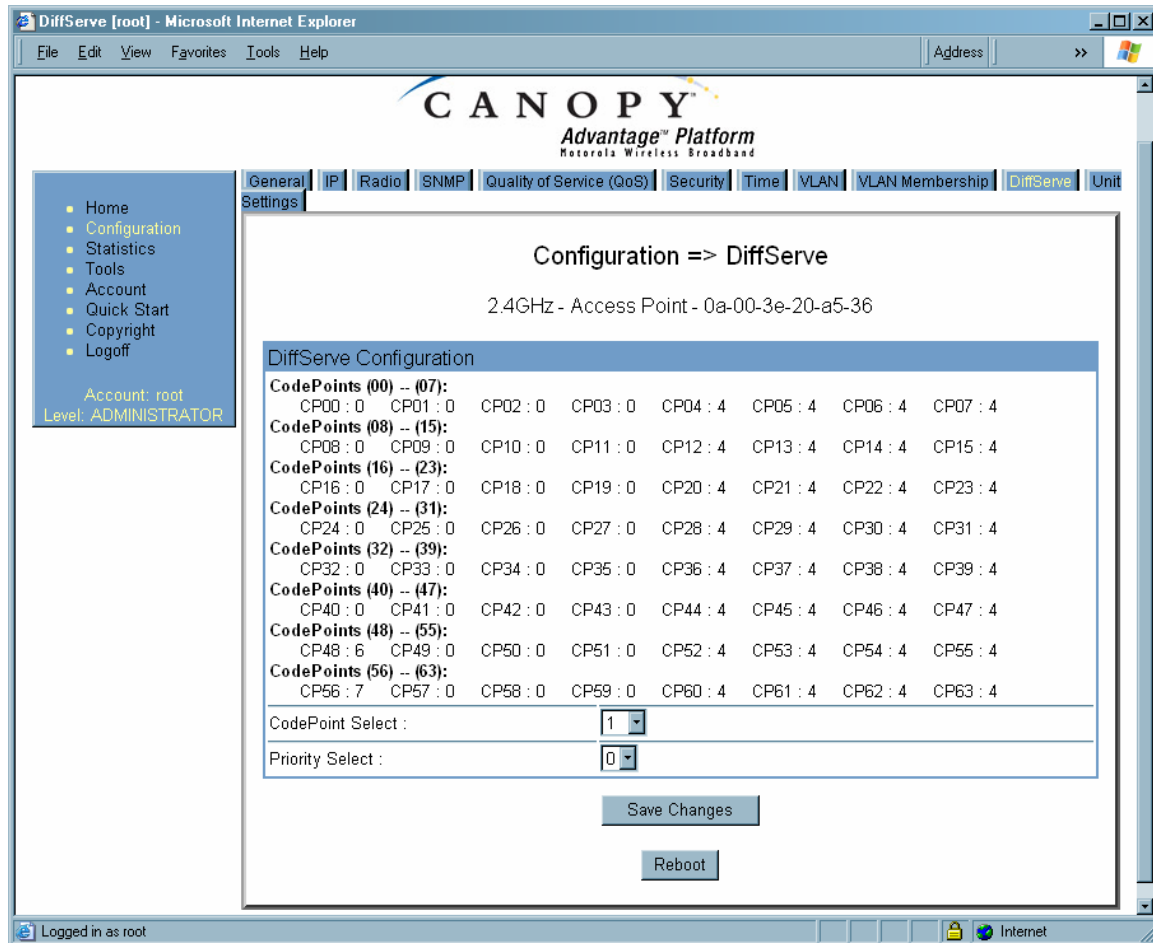 DiffServe [root] - Microsoft Internet Explorer
File Edit View Favorites Tools Help Address »
CANOPY™
Advantage™ Platform
Motorola Wireless Broadband
General IP Radio SNMP Quality of Service (QoS) Security Time VLAN VLAN Membership DiffServe Unit
Settings
Home
Configuration
Statistics
Tools
Account
Quick Start
Copyright
Logoff
Account: root
Level: ADMINISTRATOR
Configuration => DiffServe
2.4GHz - Access Point - 0a-00-3e-20-a5-36
DiffServe Configuration
CodePoints (00) -- (07):
CP00 : 0 CP01 : 0 CP02 : 0 CP03 : 0 CP04 : 4 CP05 : 4 CP06 : 4 CP07 : 4
CodePoints (08) -- (15):
CP08 : 0 CP09 : 0 CP10 : 0 CP11 : 0 CP12 : 4 CP13 : 4 CP14 : 4 CP15 : 4
CodePoints (16) -- (23):
CP16 : 0 CP17 : 0 CP18 : 0 CP19 : 0 CP20 : 4 CP21 : 4 CP22 : 4 CP23 : 4
CodePoints (24) -- (31):
CP24 : 0 CP25 : 0 CP26 : 0 CP27 : 0 CP28 : 4 CP29 : 4 CP30 : 4 CP31 : 4
CodePoints (32) -- (39):
CP32 : 0 CP33 : 0 CP34 : 0 CP35 : 0 CP36 : 4 CP37 : 4 CP38 : 4 CP39 : 4
CodePoints (40) -- (47):
CP40 : 0 CP41 : 0 CP42 : 0 CP43 : 0 CP44 : 4 CP45 : 4 CP46 : 4 CP47 : 4
CodePoints (48) -- (55):
CP48 : 6 CP49 : 0 CP50 : 0 CP51 : 0 CP52 : 4 CP53 : 4 CP54 : 4 CP55 : 4
CodePoints (56) -- (63):
CP56 : 7 CP57 : 0 CP58 : 0 CP59 : 0 CP60 : 4 CP61 : 4 CP62 : 4 CP63 : 4
CodePoint Select : 1
Priority Select : 0
Save Changes
Reboot
Logged in as root Internet